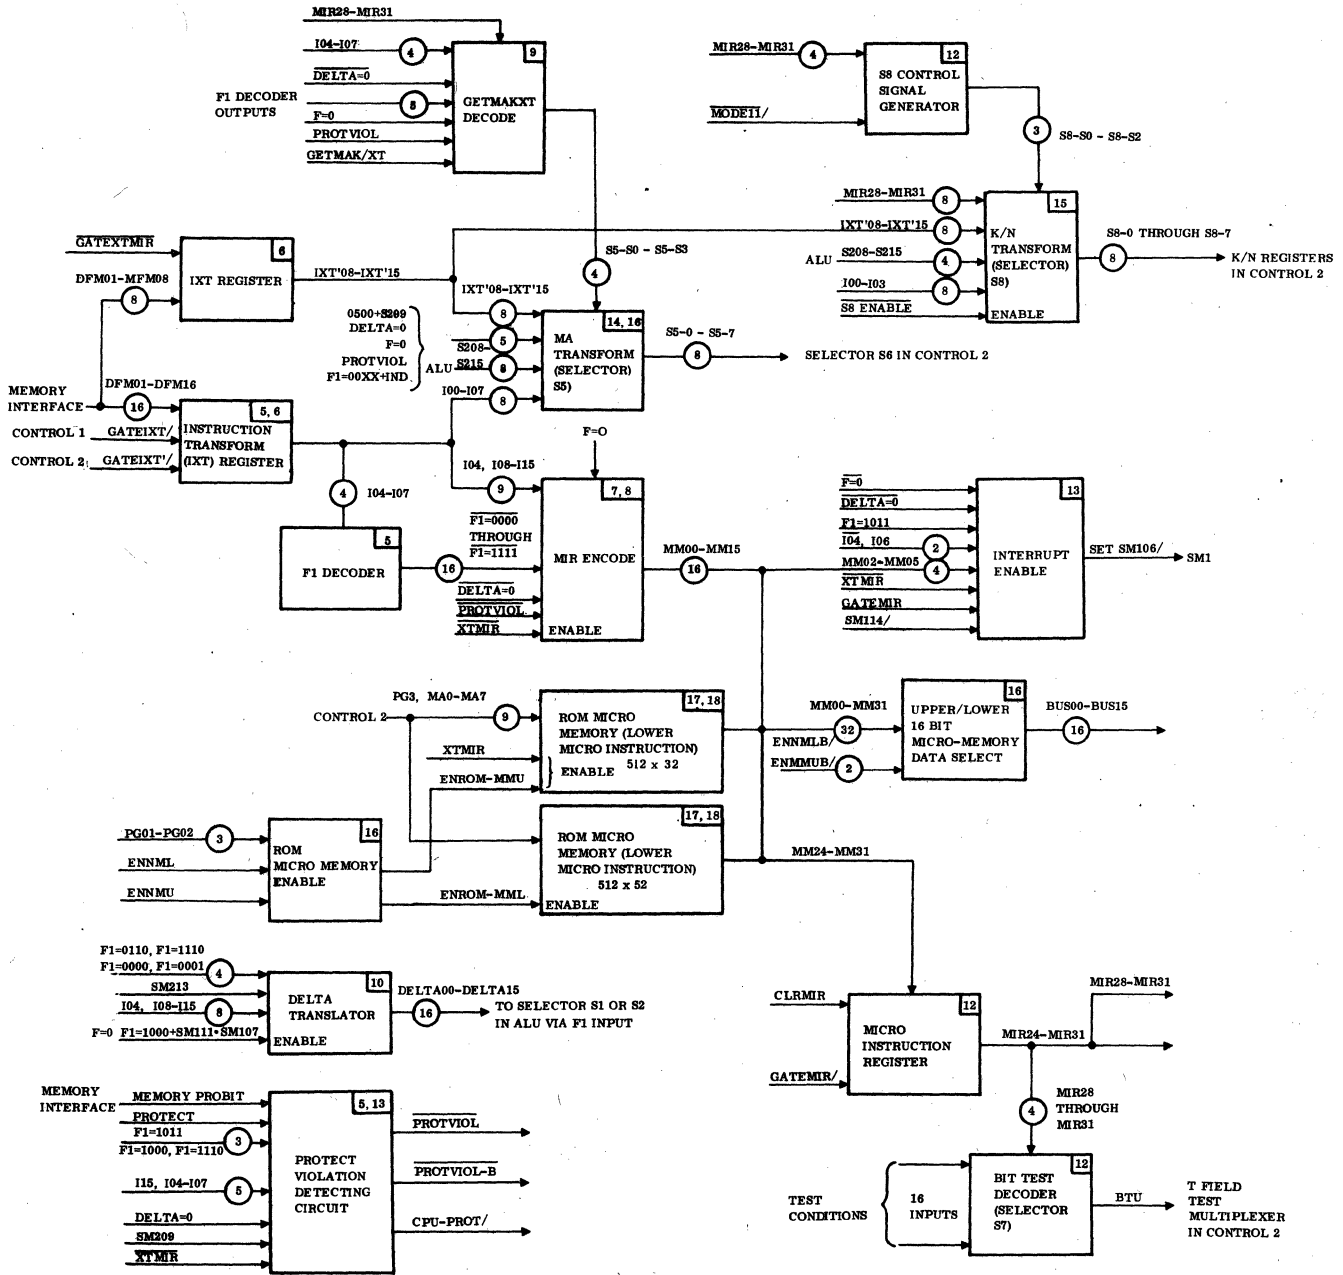 MIR28-MIR31
I04-I07
4
9
DELTA=0
F1 DECODER
OUTPUTS
8
GETMAKXT
DECODE
F=0
PROTVIOL
GETMAK/XT
MIR28-MIR31
4
12
S8 CONTROL
SIGNAL
GENERATOR
MODE11/
3
S8-S0 - S8-S2
MIR28-MIR31
8
15
IXT'08-IXT'15
8
K/N
TRANSFORM
(SELECTOR)
S8)
ALU
S208-S215
4
I00-I03
8
S8 ENABLE
ENABLE
S8-0 THROUGH S8-7
8
K/N REGISTERS
IN CONTROL 2
GATEXTMIR
6
IXT REGISTER
IXT'08-IXT'15
DFM01-MFM08
8
S5-S0 - S5-S3
4
IXT'08-IXT'15
8
0500+S209
DELTA=0
F=0
PROTVIOL
F1=00XX+IND
5
S208-
ALU
S215
8
I00-I07
8
14, 16
MA
TRANSFORM
(SELECTOR)
S5)
S5-0 - S5-7
8
SELECTOR S6 IN CONTROL 2
MEMORY
INTERFACE
DFM01-DFM16
16
5, 6
CONTROL 1
GATEIXT/
INSTRUCTION
TRANSFORM
(IXT) REGISTER
CONTROL 2
GATEIXT'/
4
I04-I07
5
F1 DECODER
16
F=O
I04, I08-I15
9
7, 8
F1=0000
THROUGH
F1=1111
MIR ENCODE
DELTA=0
PROTVIOL
XTMIR
ENABLE
MM00-MM15
16
F=0
DELTA=0
F1=1011
I04, I06
2
MM02-MM05
4
XTMIR
GATEMIR
SM114/
13
INTERRUPT
ENABLE
SET SM106/
SM1
CONTROL 2
PG3, MA0-MA7
9
17, 18
ROM MICRO
MEMORY (LOWER
MICRO INSTRUCTION)
512 x 32
XTMIR
ENABLE
ENROM-MMU
MM00-MM31
32
ENNMLB/
ENMMUB/
2
16
UPPER/LOWER
16 BIT
MICRO-MEMORY
DATA SELECT
BUS00-BUS15
16
PG01-PG02
3
16
ROM
MICRO MEMORY
ENABLE
ENNML
ENNMU
17, 18
ROM MICRO
MEMORY (LOWER
MICRO INSTRUCTION)
512 x 52
ENROM-MML
ENABLE
MM24-MM31
F1=0110, F1=1110
F1=0000, F1=0001
4
SM213
I04, I08-I15
8
F=0 F1=1000+SM111•SM107
10
DELTA
TRANSLATOR
ENABLE
DELTA00-DELTA15
16
TO SELECTOR S1 OR S2
IN ALU VIA F1 INPUT
CLRMIR
12
MICRO
INSTRUCTION
REGISTER
GATEMIR/
MIR24-MIR31
MIR28-MIR31
4
MIR28
THROUGH
MIR31
MEMORY
INTERFACE
MEMORY PROBIT
PROTECT
F1=1011
F1=1000, F1=1110
3
I15, I04-I07
5
DELTA=0
SM209
XTMIR
5, 13
PROTECT
VIOLATION
DETECTING
CIRCUIT
PROTVIOL
PROTVIOL-B
CPU-PROT/
TEST
CONDITIONS
16
INPUTS
12
BIT TEST
DECODER
(SELECTOR
S7)
BTU
T FIELD
TEST
MULTIPLEXER
IN CONTROL 2